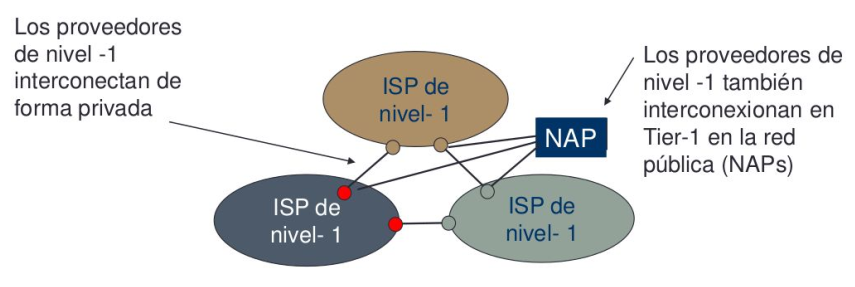 Los proveedores
de nivel -1
interconectan de
forma privada
ISP de
nivel- 1
NAP
Los proveedores de
nivel -1 también
interconexionan en
Tier-1 en la red
pública (NAPs)
ISP de
nivel- 1
ISP de
nivel- 1